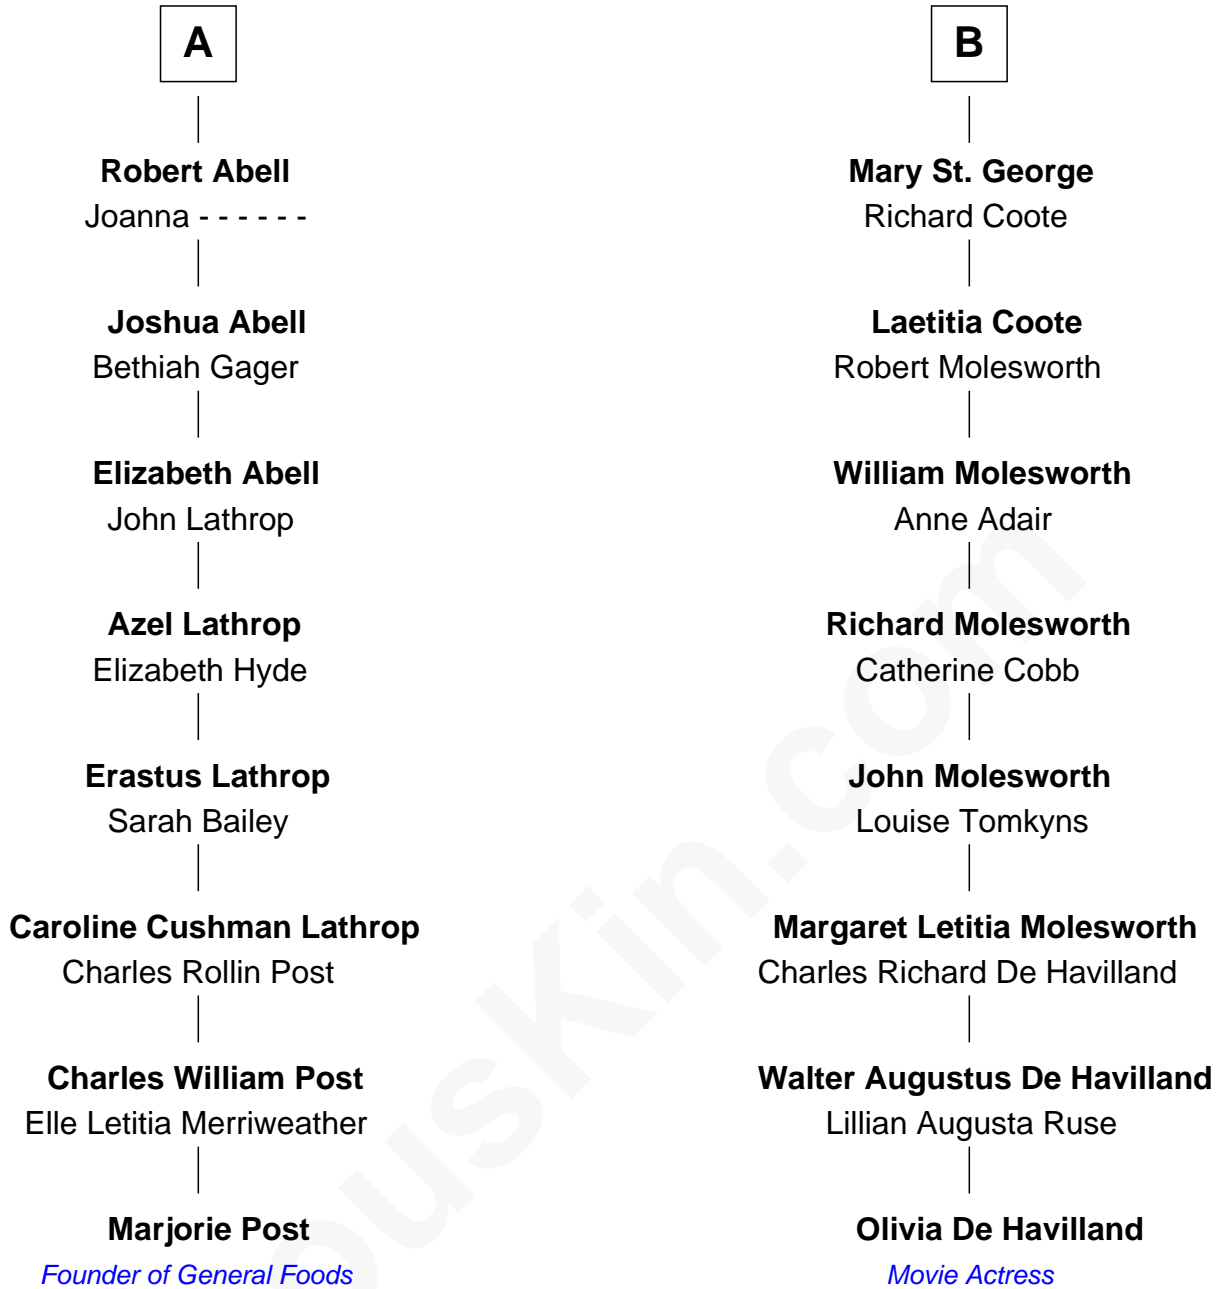 A
Robert Abell
Joanna - - - - - -
Joshua Abell
Bethiah Gager
Elizabeth Abell
John Lathrop
Azel Lathrop
Elizabeth Hyde
Erastus Lathrop
Sarah Bailey
Caroline Cushman Lathrop
Charles Rollin Post
Charles William Post
Elle Letitia Merriweather
Marjorie Post
Founder of General Foods
B
Mary St. George
Richard Coote
Laetitia Coote
Robert Molesworth
William Molesworth
Anne Adair
Richard Molesworth
Catherine Cobb
John Molesworth
Louise Tomkyns
Margaret Letitia Molesworth
Charles Richard De Havilland
Walter Augustus De Havilland
Lillian Augusta Ruse
Olivia De Havilland
Movie Actress
ousKin.com